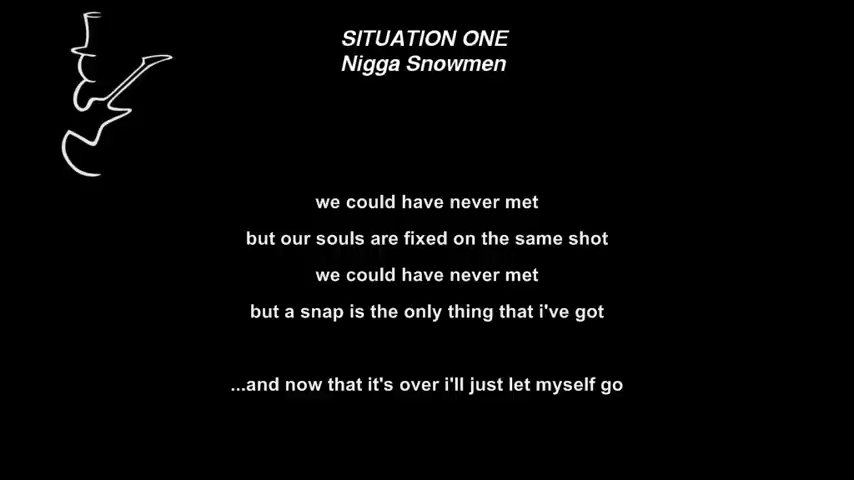 SITUATION ONE
Nigga Snowmen
we could have never met
but our souls are fixed on the same shot
we could have never met
but a snap is the only thing that i've got
...and now that it's over i'll just let myself go